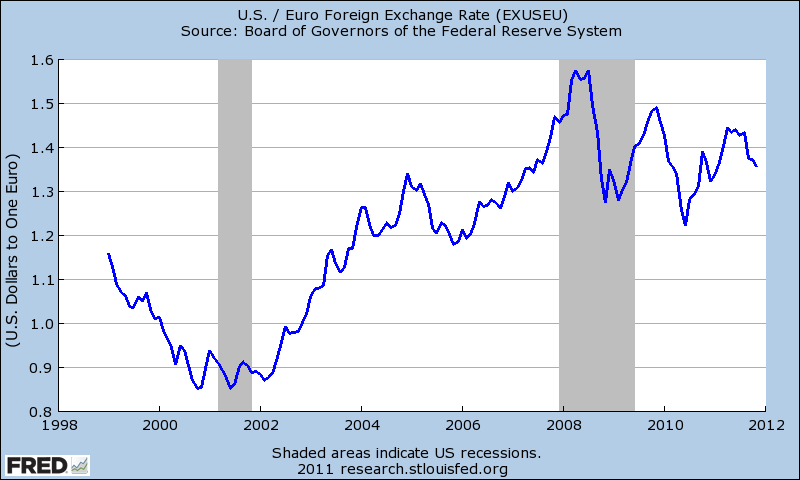 U.S. / Euro Foreign Exchange Rate (EXUSEU)
Source: Board of Governors of the Federal Reserve System
(U.S. Dollars to One Euro)
1.6
1.5
1.4
1.3
1.2
1.1
1.0
0.9
0.8
1998 2000 2002 2004 2006 2008 2010 2012
Shaded areas indicate US recessions.
2011 research.stlouisfed.org
FRED